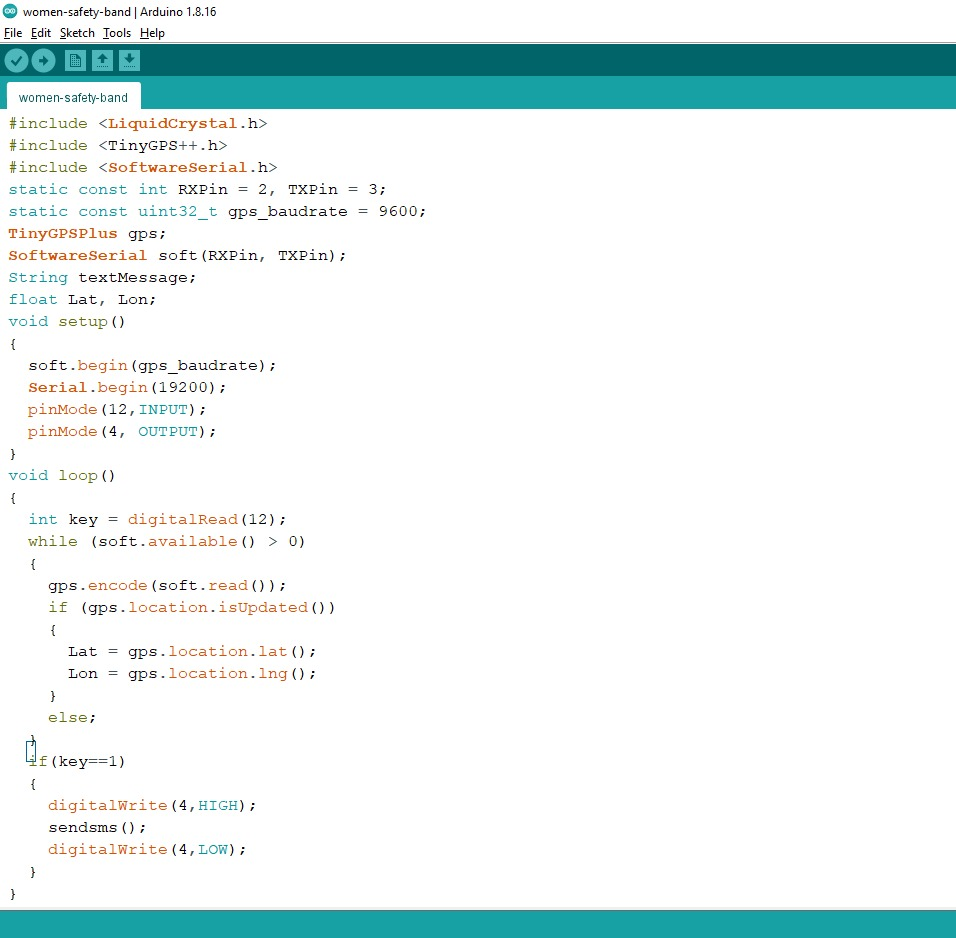 women-safety-band | Arduino 1.8.16
File Edit Sketch Tools Help
women-safety-band
#include <LiquidCrystal.h>
#include <TinyGPS++.h>
#include <SoftwareSerial.h>
static const int RXPin = 2, TXPin = 3;
static const uint32_t gps_baudrate = 9600;
TinyGPSPlus gps;
SoftwareSerial soft(RXPin, TXPin);
String textMessage;
float Lat, Lon;
void setup()
{
  soft.begin(gps_baudrate);
  Serial.begin(19200);
  pinMode(12,INPUT);
  pinMode(4, OUTPUT);
}
void loop()
{
  int key = digitalRead(12);
  while (soft.available() > 0)
  {
    gps.encode(soft.read());
    if (gps.location.isUpdated())
    {
      Lat = gps.location.lat();
      Lon = gps.location.lng();
    }
    else;
  }
  if(key==1)
  {
    digitalWrite(4,HIGH);
    sendsms();
    digitalWrite(4,LOW);
  }
}